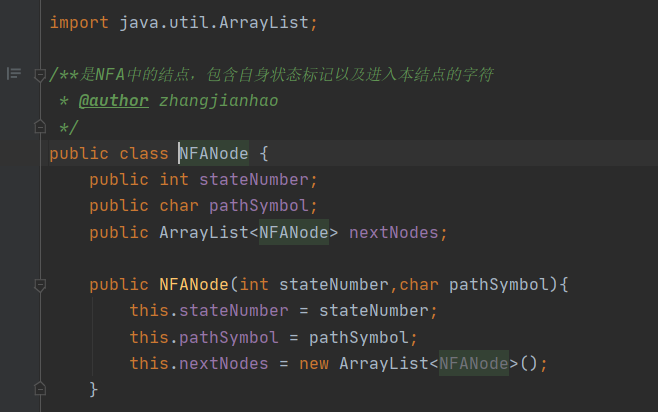 import java.util.ArrayList;
/**是NFA中的结点，包含自身状态标记以及进入本结点的字符
 * @author zhangjianhao
 */
public class NFANode {
    public int stateNumber;
    public char pathSymbol;
    public ArrayList<NFANode> nextNodes;
    public NFANode(int stateNumber,char pathSymbol){
        this.stateNumber = stateNumber;
        this.pathSymbol = pathSymbol;
        this.nextNodes = new ArrayList<NFANode>();
    }